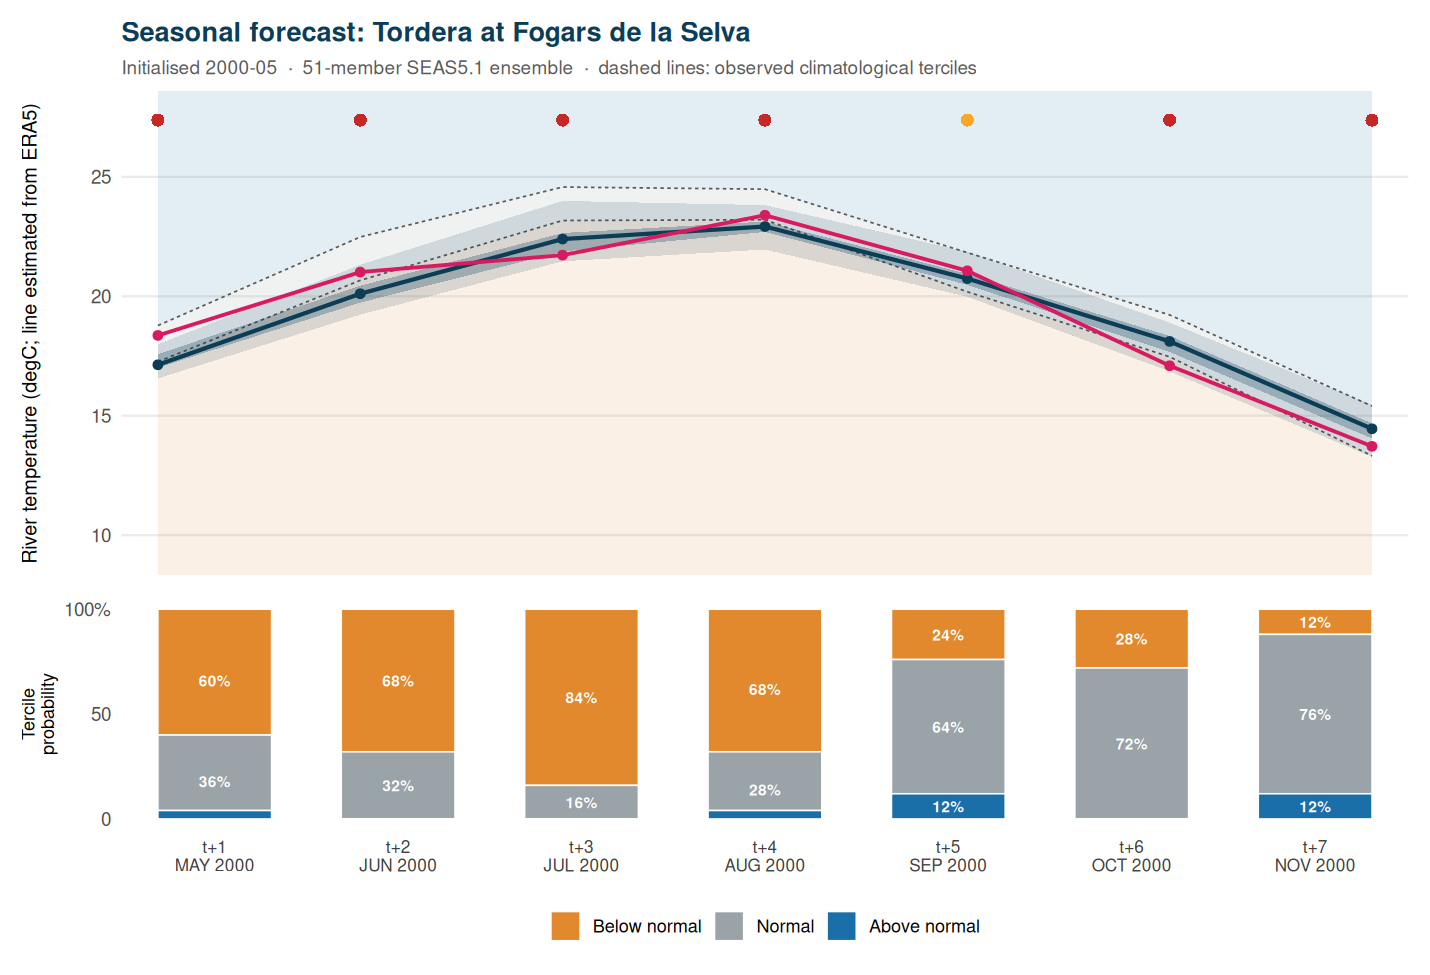 Seasonal forecast: Tordera at Fogars de la Selva
Initialised 2000-05 · 51-member SEAS5.1 ensemble · dashed lines: observed climatological terciles
River temperature (degC; line estimated from ERA5)
25
20
15
10
Tercile
probability
100%
50
0
60%
36%
68%
32%
84%
16%
68%
28%
24%
64%
12%
28%
72%
12%
76%
12%
t+1
MAY 2000
t+2
JUN 2000
t+3
JUL 2000
t+4
AUG 2000
t+5
SEP 2000
t+6
OCT 2000
t+7
NOV 2000
Below normal
Normal
Above normal